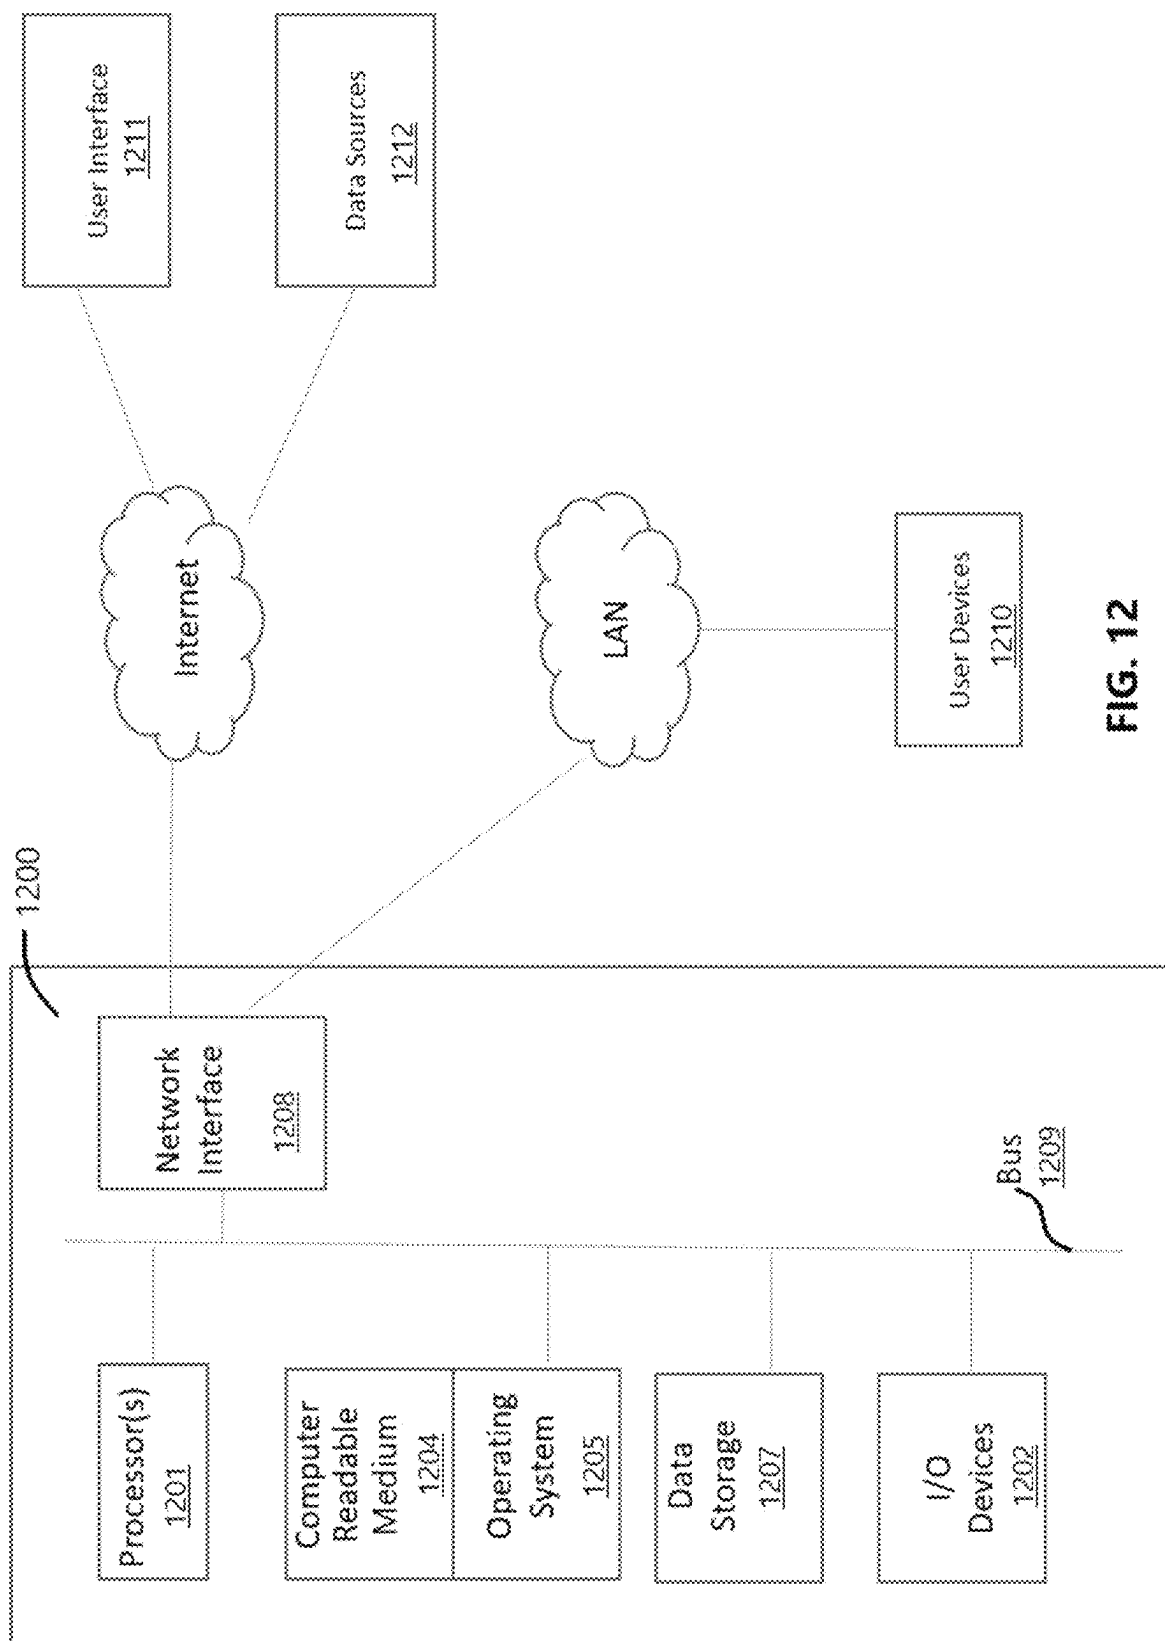 1200
Processor(s)
1201
Computer
Readable
Medium
1204
Operating
System
1205
Data
Storage
1207
I/O
Devices
1202
Network
Interface
1208
Bus
1209
Internet
LAN
User Interface
1211
Data Sources
1212
User Devices
1210
FIG. 12